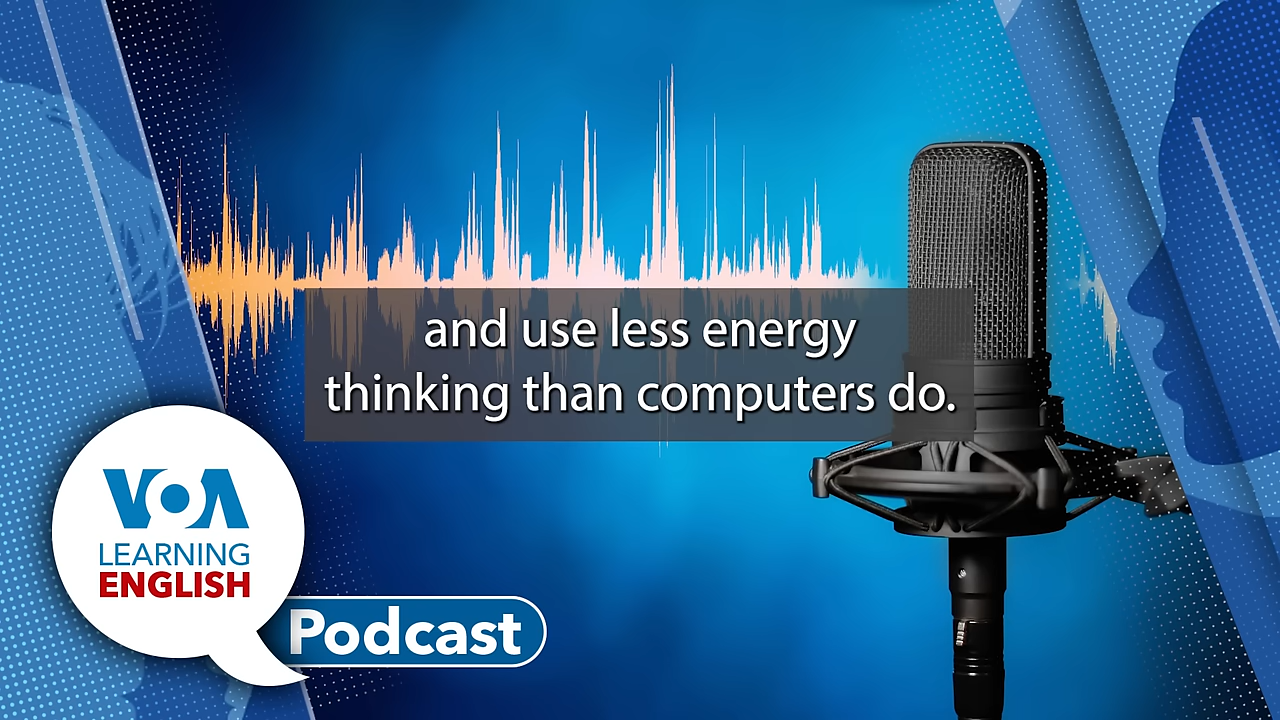 and use less energy
thinking than computers do.
VOA
LEARNING
ENGLISH
Podcast